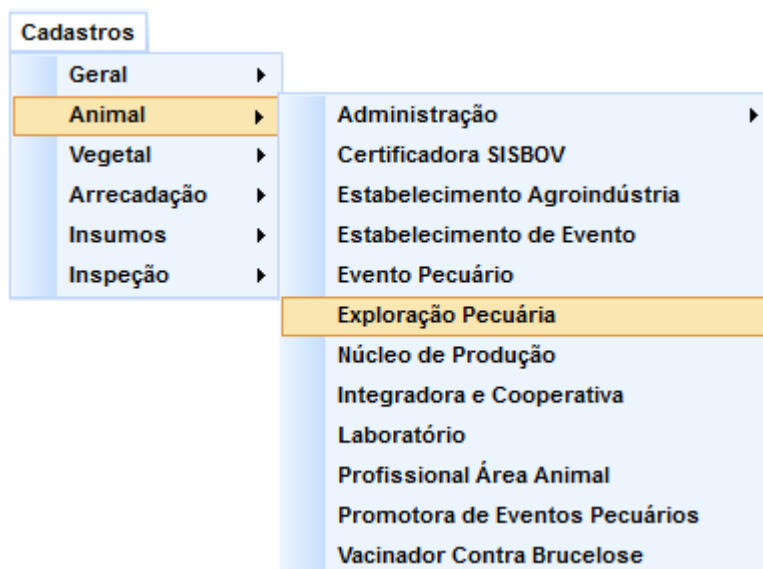 Cadastros
Geral
Animal
Vegetal
Arrecadação
Insumos
Inspeção
Administração
Certificadora SISBOV
Estabelecimento Agroindústria
Estabelecimento de Evento
Evento Pecuário
Exploração Pecuária
Núcleo de Produção
Integradora e Cooperativa
Laboratório
Profissional Área Animal
Promotora de Eventos Pecuários
Vacinador Contra Brucelose